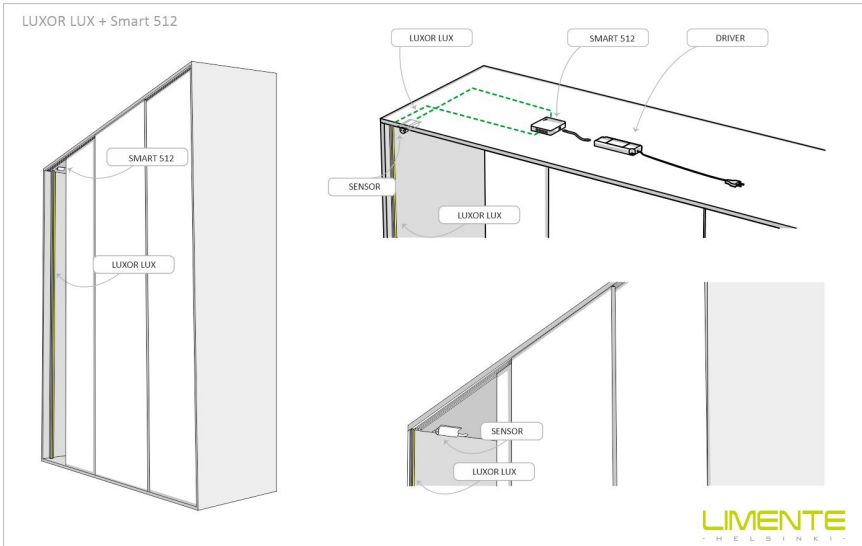 LUXOR LUX + Smart 512
LUXOR LUX
SMART 512
DRIVER
SMART 512
SENSOR
LUXOR LUX
LUXOR LUX
SENSOR
LUXOR LUX
LIMENTE
· HELSINKI ·